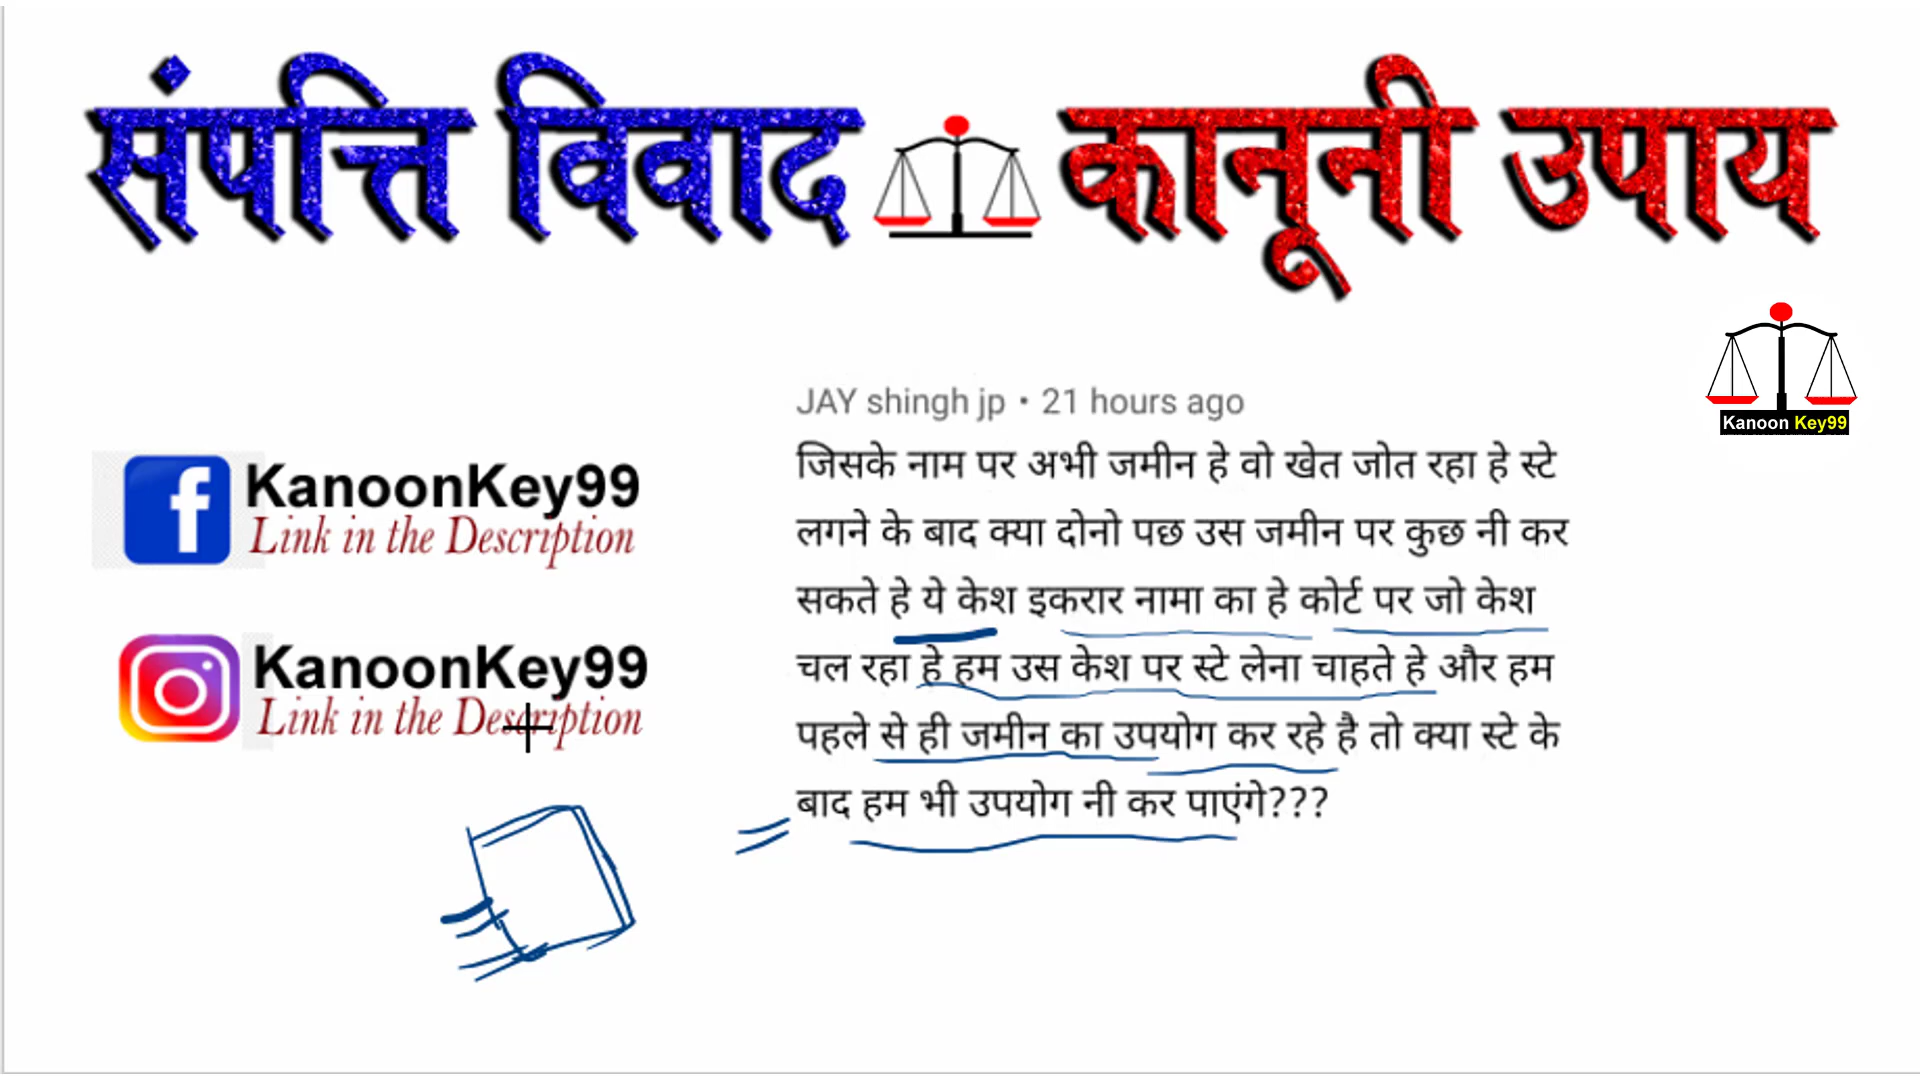 संपत्ति विवाद कानूनी उपाय
Kanoon Key99
KanoonKey99
Link in the Description
KanoonKey99
Link in the Description
JAY shingh jp • 21 hours ago
जिसके नाम पर अभी जमीन हे वो खेत जोत रहा हे स्टे
लगने के बाद क्या दोनो पछ उस जमीन पर कुछ नी कर
सकते हे ये केश इकरार नामा का हे कोर्ट पर जो केश
चल रहा हे हम उस केश पर स्टे लेना चाहते हे और हम
पहले से ही जमीन का उपयोग कर रहे है तो क्या स्टे के
बाद हम भी उपयोग नी कर पाएंगे???